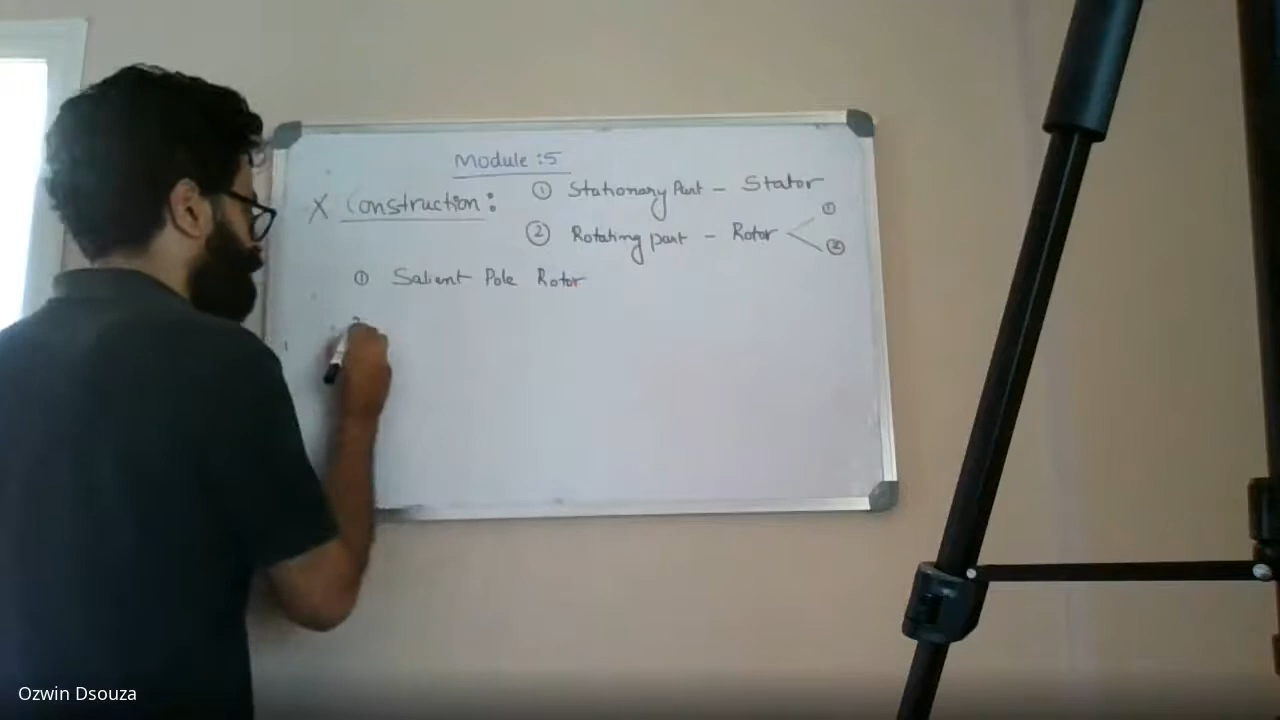 Module :5
X Construction : ① Stationary Part - Stator
② Rotating part - Rotor ① ②
① Salient Pole Rotor
2
Ozwin Dsouza